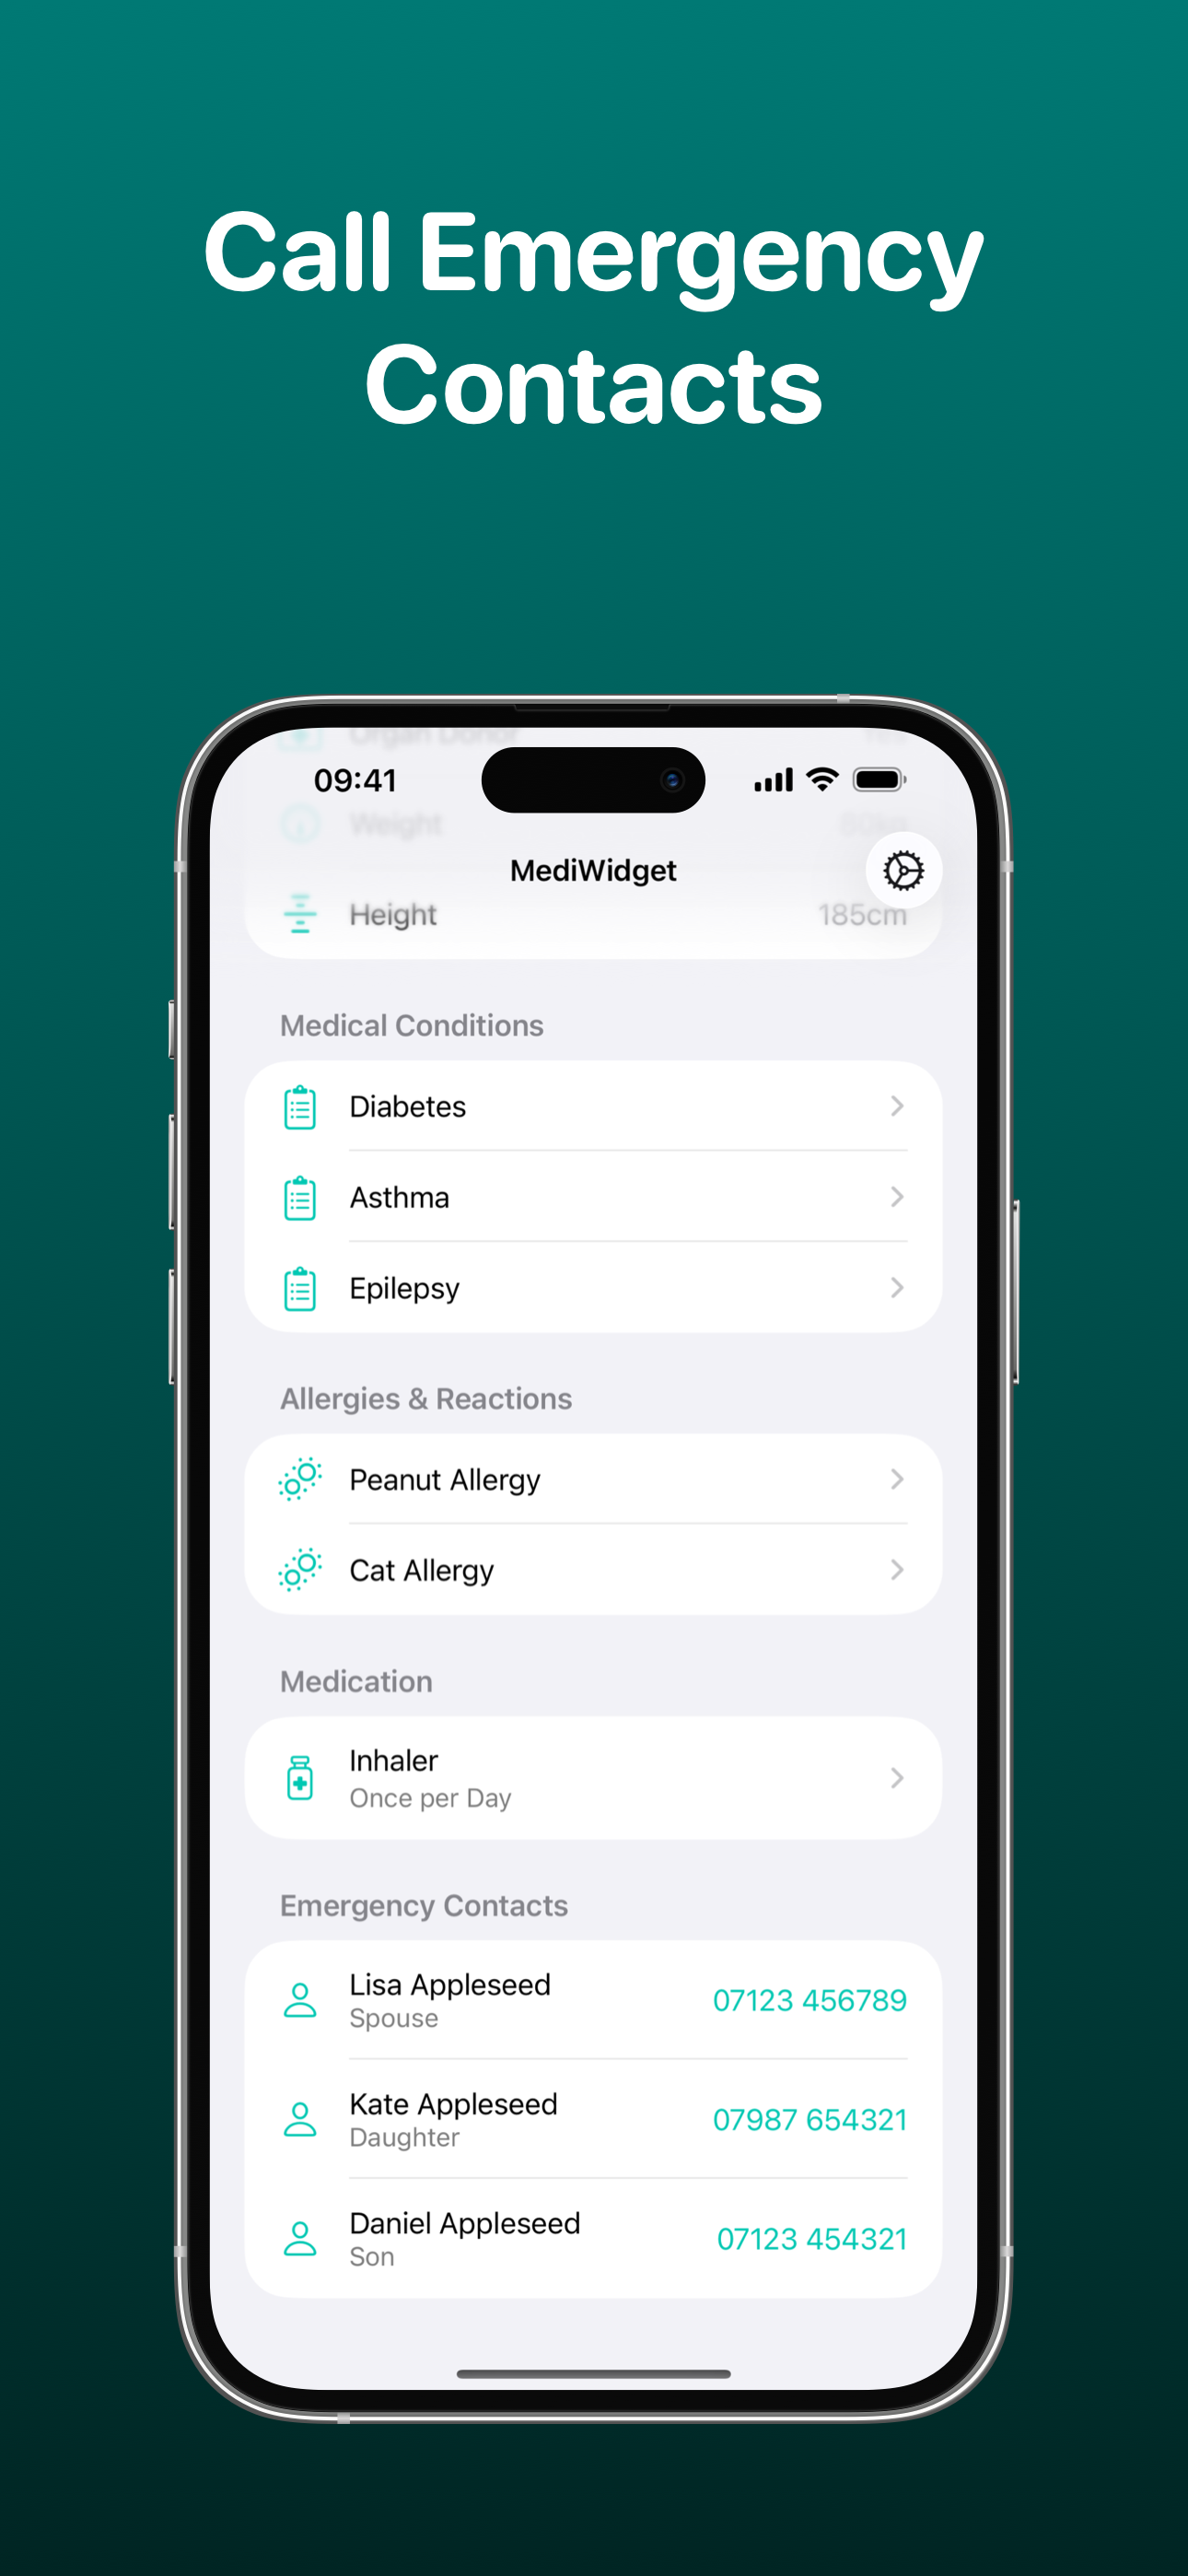 Call Emergency
Contacts
Organ Donor
09:41
Weight
MediWidget
Height 185cm
Medical Conditions
Diabetes
Asthma
Epilepsy
Allergies & Reactions
Peanut Allergy
Cat Allergy
Medication
Inhaler
Once per Day
Emergency Contacts
Lisa Appleseed
Spouse
07123 456789
Kate Appleseed
Daughter
07987 654321
Daniel Appleseed
Son
07123 454321